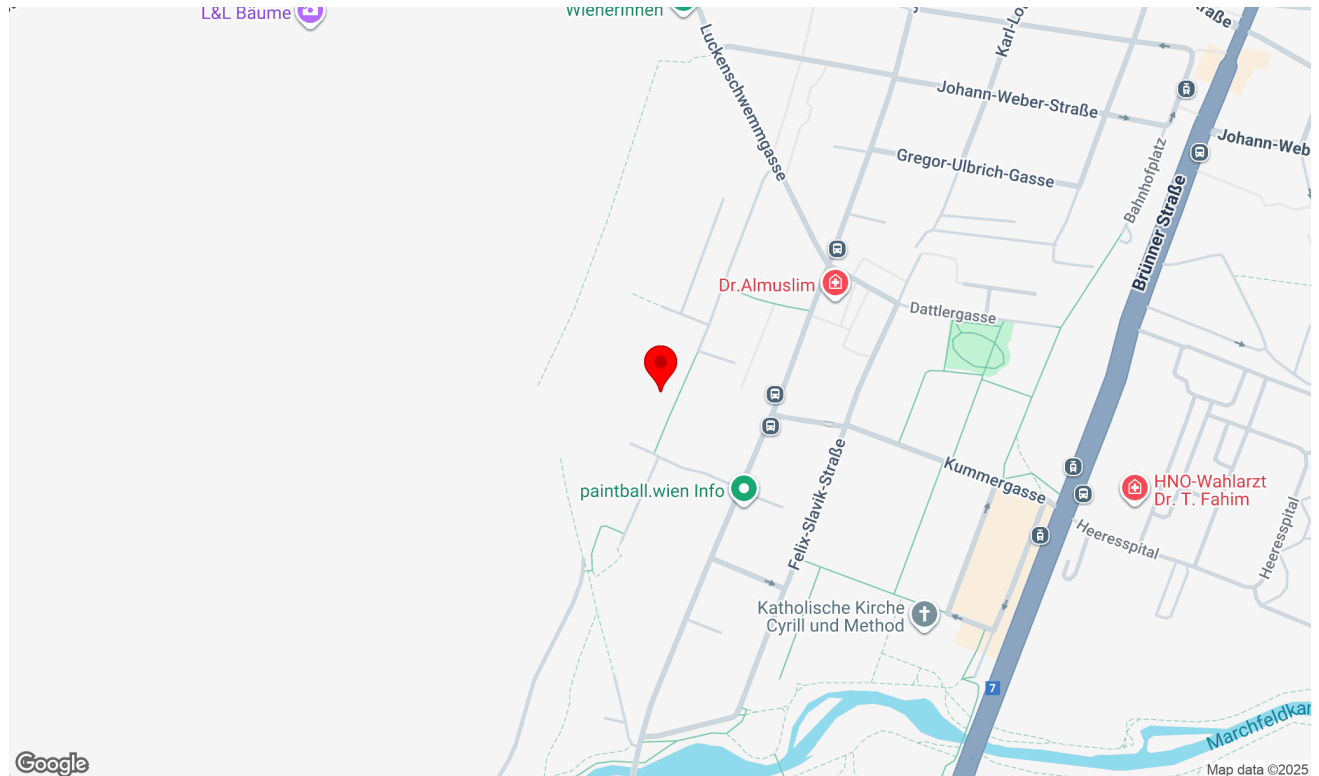 L&L Bäume
WienerInnen
Luckenschwemmgasse
Karl-Lo
raße
Johann-Weber-Straße
Johann-Web
Gregor-Ulbrich-Gasse
Bahnhofplatz
Brünner Straße
Dr.Almuslim
Dattlergasse
Kummergasse
HNO-Wahlarzt
Dr. T. Fahim
paintball.wien Info
Felix-Slavik-Straße
Heeresspital
Heeresspital
Katholische Kirche
Cyrill und Method
7
Marchfeldkan
Google
Map data ©2025